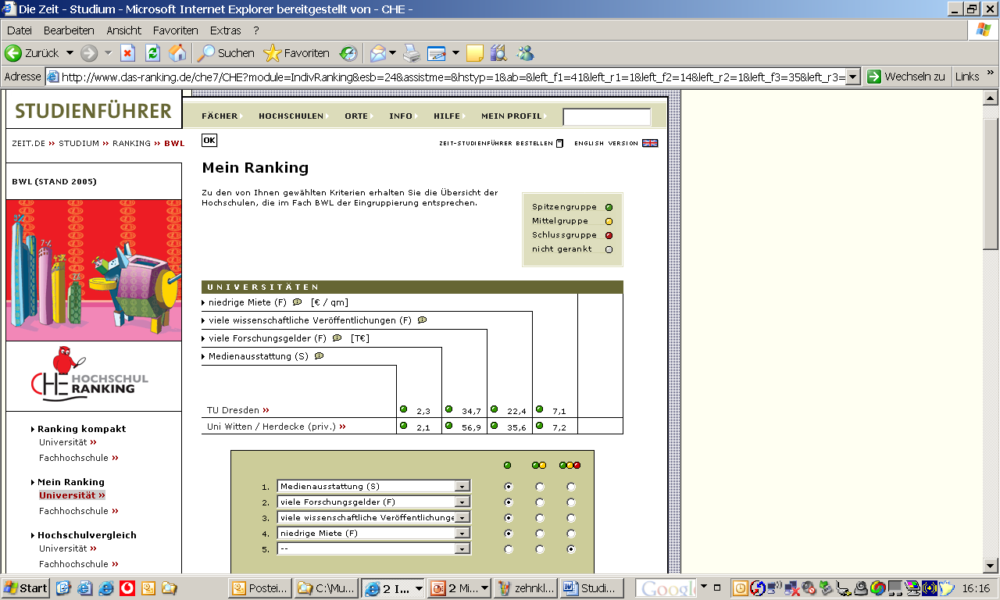 Die Zeit - Studium - Microsoft Internet Explorer bereitgestellt von - CHE -
Datei Bearbeiten Ansicht Favoriten Extras ?
Zurück Suchen Favoriten
Adresse http://www.das-ranking.de/che7/CHE?module=IndivRanking&esb=24&assistme=&hstyp=1&ab=&left_f1=41&left_r1=1&left_f2=14&left_r2=1&left_f3=35&left_r3= Wechseln zu Links »
STUDIENFÜHRER
FÄCHER HOCHSCHULEN ORTE INFO HILFE MEIN PROFIL
ZEIT.DE » STUDIUM » RANKING » BWL
OK
ZEIT-STUDIENFÜHRER BESTELLEN ENGLISH VERSION
BWL (STAND 2005)
Mein Ranking
Zu den von Ihnen gewählten Kriterien erhalten Sie die Übersicht der
Hochschulen, die im Fach BWL der Eingruppierung entsprechen.
Spitzengruppe
Mittelgruppe
Schlussgruppe
nicht gerankt
UNIVERSITÄTEN
niedrige Miete (F) [€ / qm]
viele wissenschaftliche Veröffentlichungen (F)
viele Forschungsgelder (F) [T€]
Medienausstattung (S)
TU Dresden » 2,3 34,7 22,4 7,1
Uni Witten / Herdecke (priv.) » 2,1 56,9 35,6 7,2
CHE HOCHSCHUL RANKING
Ranking kompakt
Universität »
Fachhochschule »
Mein Ranking
Universität »
Fachhochschule »
Hochschulvergleich
Universität »
Fachhochschule »
1. Medienausstattung (S)
2. viele Forschungsgelder (F)
3. viele wissenschaftliche Veröffentlichunge
4. niedrige Miete (F)
5. --
Start Postei... C:\Mu... 2 I... 2 Mi... zehnkl... Studi... Google 16:16